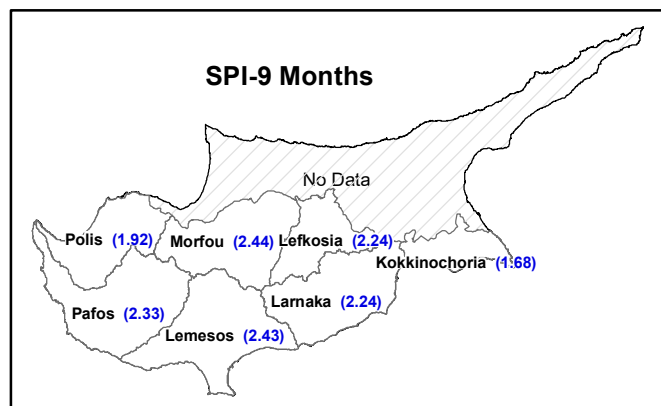 SPI-9 Months
No Data
Polis (1.92)
Morfou (2.44)
Lefkosia (2.24)
Kokkinochoria (1.68)
Pafos (2.33)
Larnaka (2.24)
Lemesos (2.43)